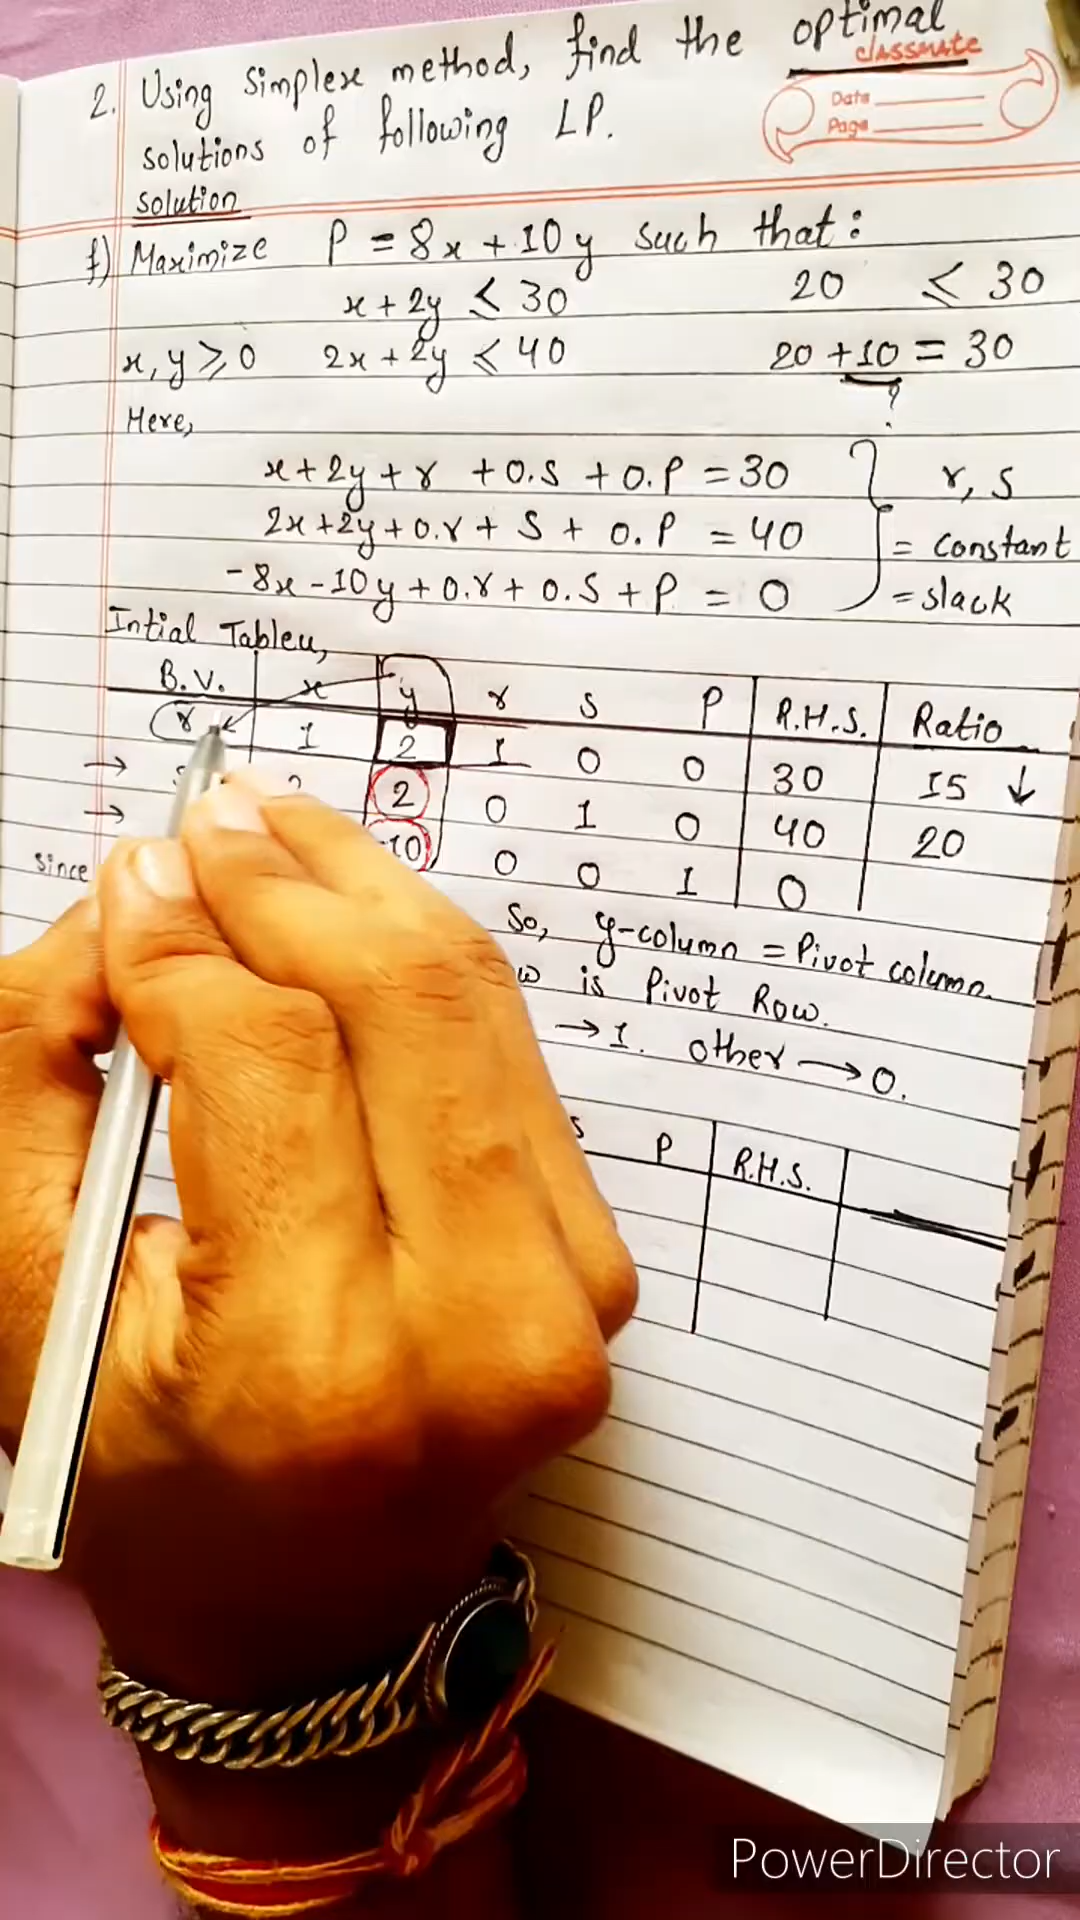 2. Using Simplex method, find the optimal
classmate
Date
Page
solutions of following LP.
solution
f) Maximize P = 8x + 10y such that:
x + 2y ≤ 30 20 ≤ 30
x, y ≥ 0 2x + 2y ≤ 40 20 + 10 = 30
?
Here,
x + 2y + r + 0.s + 0.P = 30 } r, s
2x + 2y + 0.r + s + 0.P = 40 = constant
-8x - 10y + 0.r + 0.s + P = 0 = slack
Intial Tableu,
B.V. x y r s P R.H.S. Ratio
r 1 2 1 0 0 30 15 ↓
→ 2 0 1 0 40 20
→ -10 0 0 1 0
since So, y-column = Pivot column.
is Pivot Row.
→ 1. other → 0.
s P R.H.S.
PowerDirector